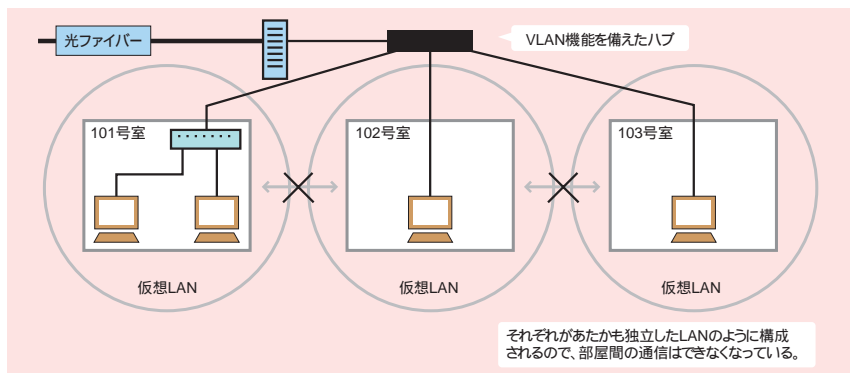 光ファイバー
VLAN機能を備えたハブ
101号室
102号室
103号室
仮想LAN
仮想LAN
仮想LAN
それぞれがあたかも独立したLANのように構成
されるので、部屋間の通信はできなくなっている。